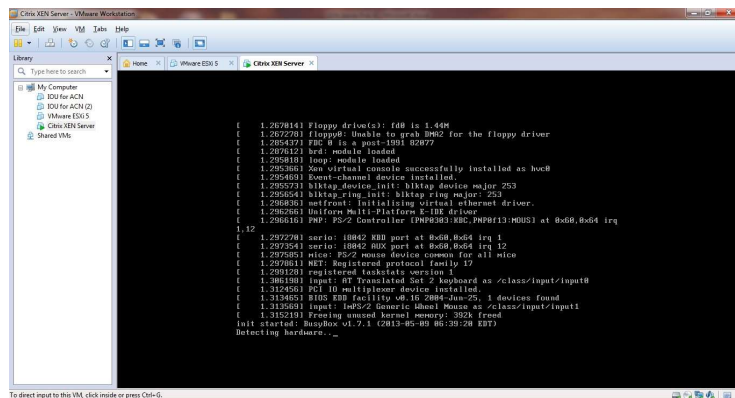 Citrix XEN Server - VMware Workstation
File Edit View VM Tabs Help
Library
Type here to search
My Computer
IOU for ACN
IOU for ACN (2)
VMware ESXi 5
Citrix XEN Server
Shared VMs
Home VMware ESXi 5 Citrix XEN Server
[ 1.267014] Floppy drive(s): fd0 is 1.44M
[ 1.267278] floppy0: Unable to grab DMA2 for the floppy driver
[ 1.285437] FDC 0 is a post-1991 82077
[ 1.287612] brd: module loaded
[ 1.295018] loop: module loaded
[ 1.295366] Xen virtual console successfully installed as hvc0
[ 1.295469] Event-channel device installed.
[ 1.295573] blktap_device_init: blktap device major 253
[ 1.295654] blktap_ring_init: blktap ring major: 253
[ 1.296036] netfront: Initialising virtual ethernet driver.
[ 1.296266] Uniform Multi-Platform E-IDE driver
[ 1.296616] PNP: PS/2 Controller [PNP0303:KBC,PNP0f13:MOUS] at 0x60,0x64 irq
1,12
[ 1.297270] serio: i8042 KBD port at 0x60,0x64 irq 1
[ 1.297354] serio: i8042 AUX port at 0x60,0x64 irq 12
[ 1.297585] mice: PS/2 mouse device common for all mice
[ 1.297861] NET: Registered protocol family 17
[ 1.299128] registered taskstats version 1
[ 1.306198] input: AT Translated Set 2 keyboard as /class/input/input0
[ 1.312456] PCI IO multiplexer device installed.
[ 1.313465] BIOS EDD facility v0.16 2004-Jun-25, 1 devices found
[ 1.313569] input: ImPS/2 Generic Wheel Mouse as /class/input/input1
[ 1.315219] Freeing unused kernel memory: 392k freed
init started: BusyBox v1.7.1 (2013-05-09 06:39:20 EDT)
Detecting hardware.._
To direct input to this VM, click inside or press Ctrl+G.